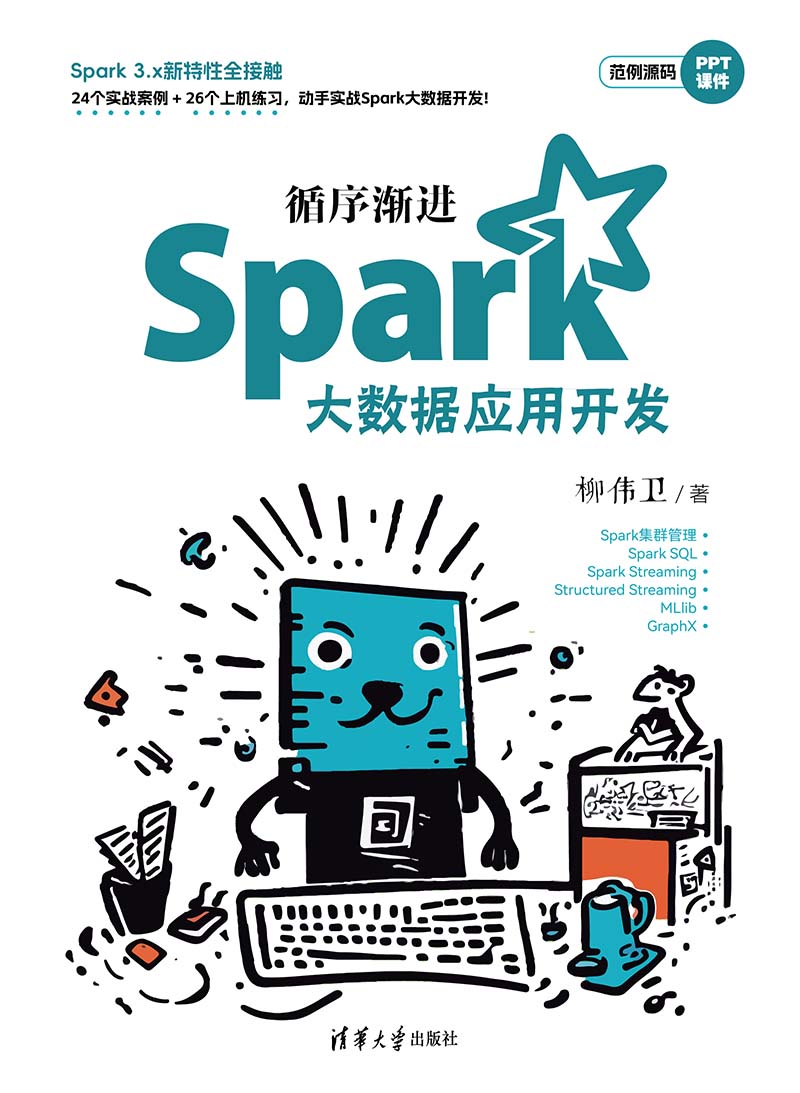 Spark 3.x新特性全接触
24个实战案例 + 26个上机练习，动手实战Spark大数据开发！
范例源码
PPT
课件
循序渐进
Spark
大数据应用开发
柳伟卫 / 著
Spark集群管理 •
Spark SQL •
Spark Streaming •
Structured Streaming •
MLlib •
GraphX •
清华大学出版社